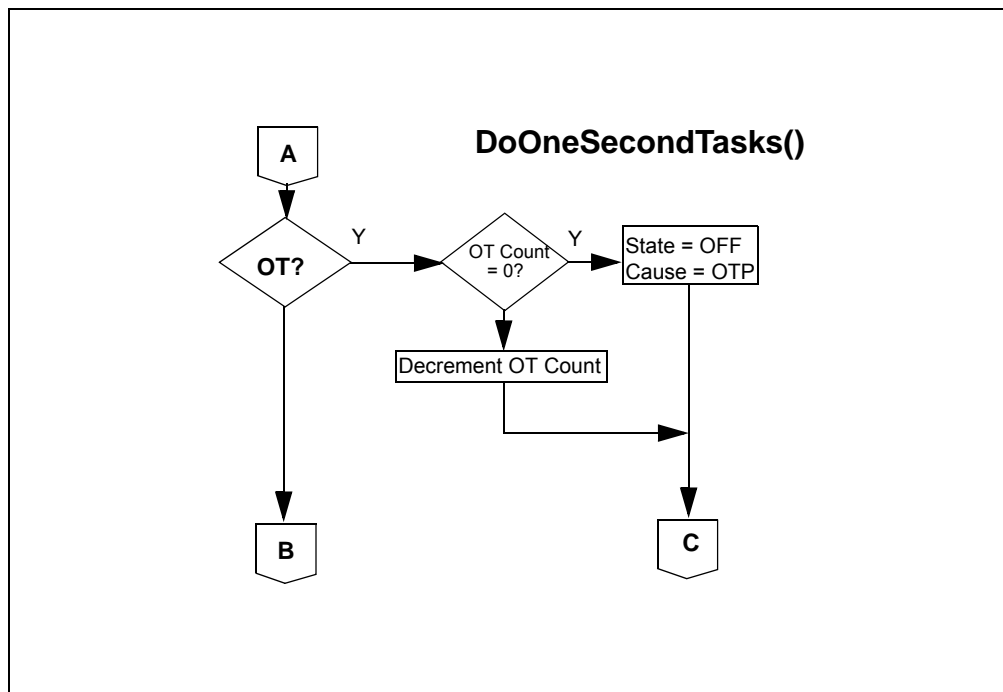 DoOneSecondTasks()
A
OT?
Y
OT Count
= 0?
Y
State = OFF
Cause = OTP
Decrement OT Count
B
C